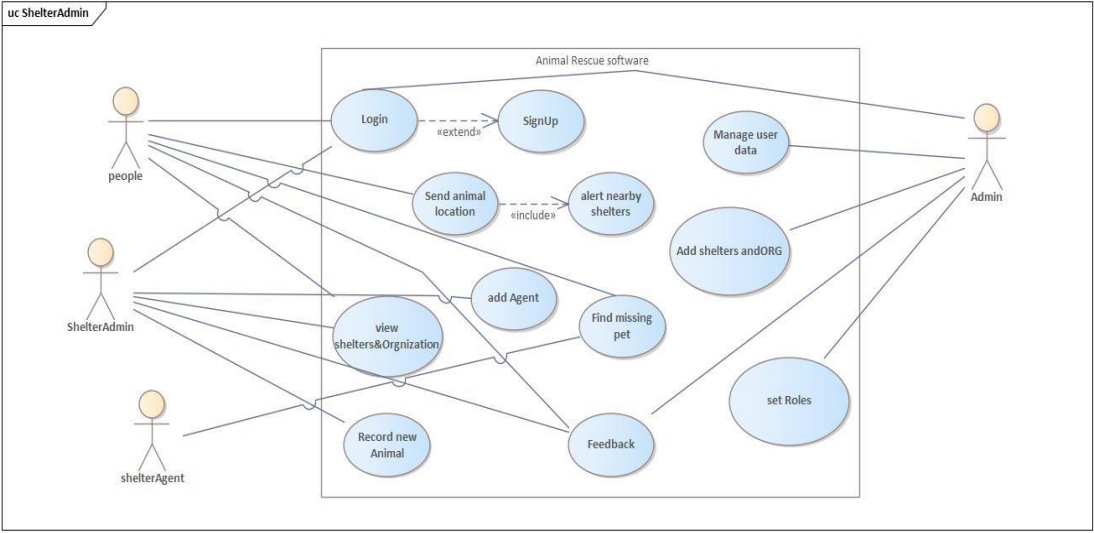 uc ShelterAdmin
Animal Rescue software
Login
«extend»
SignUp
Manage user
data
people
Admin
Send animal
location
«include»
alert nearby
shelters
Add shelters andORG
ShelterAdmin
add Agent
view
shelters&Orgnization
Find missing
pet
set Roles
shelterAgent
Record new
Animal
Feedback